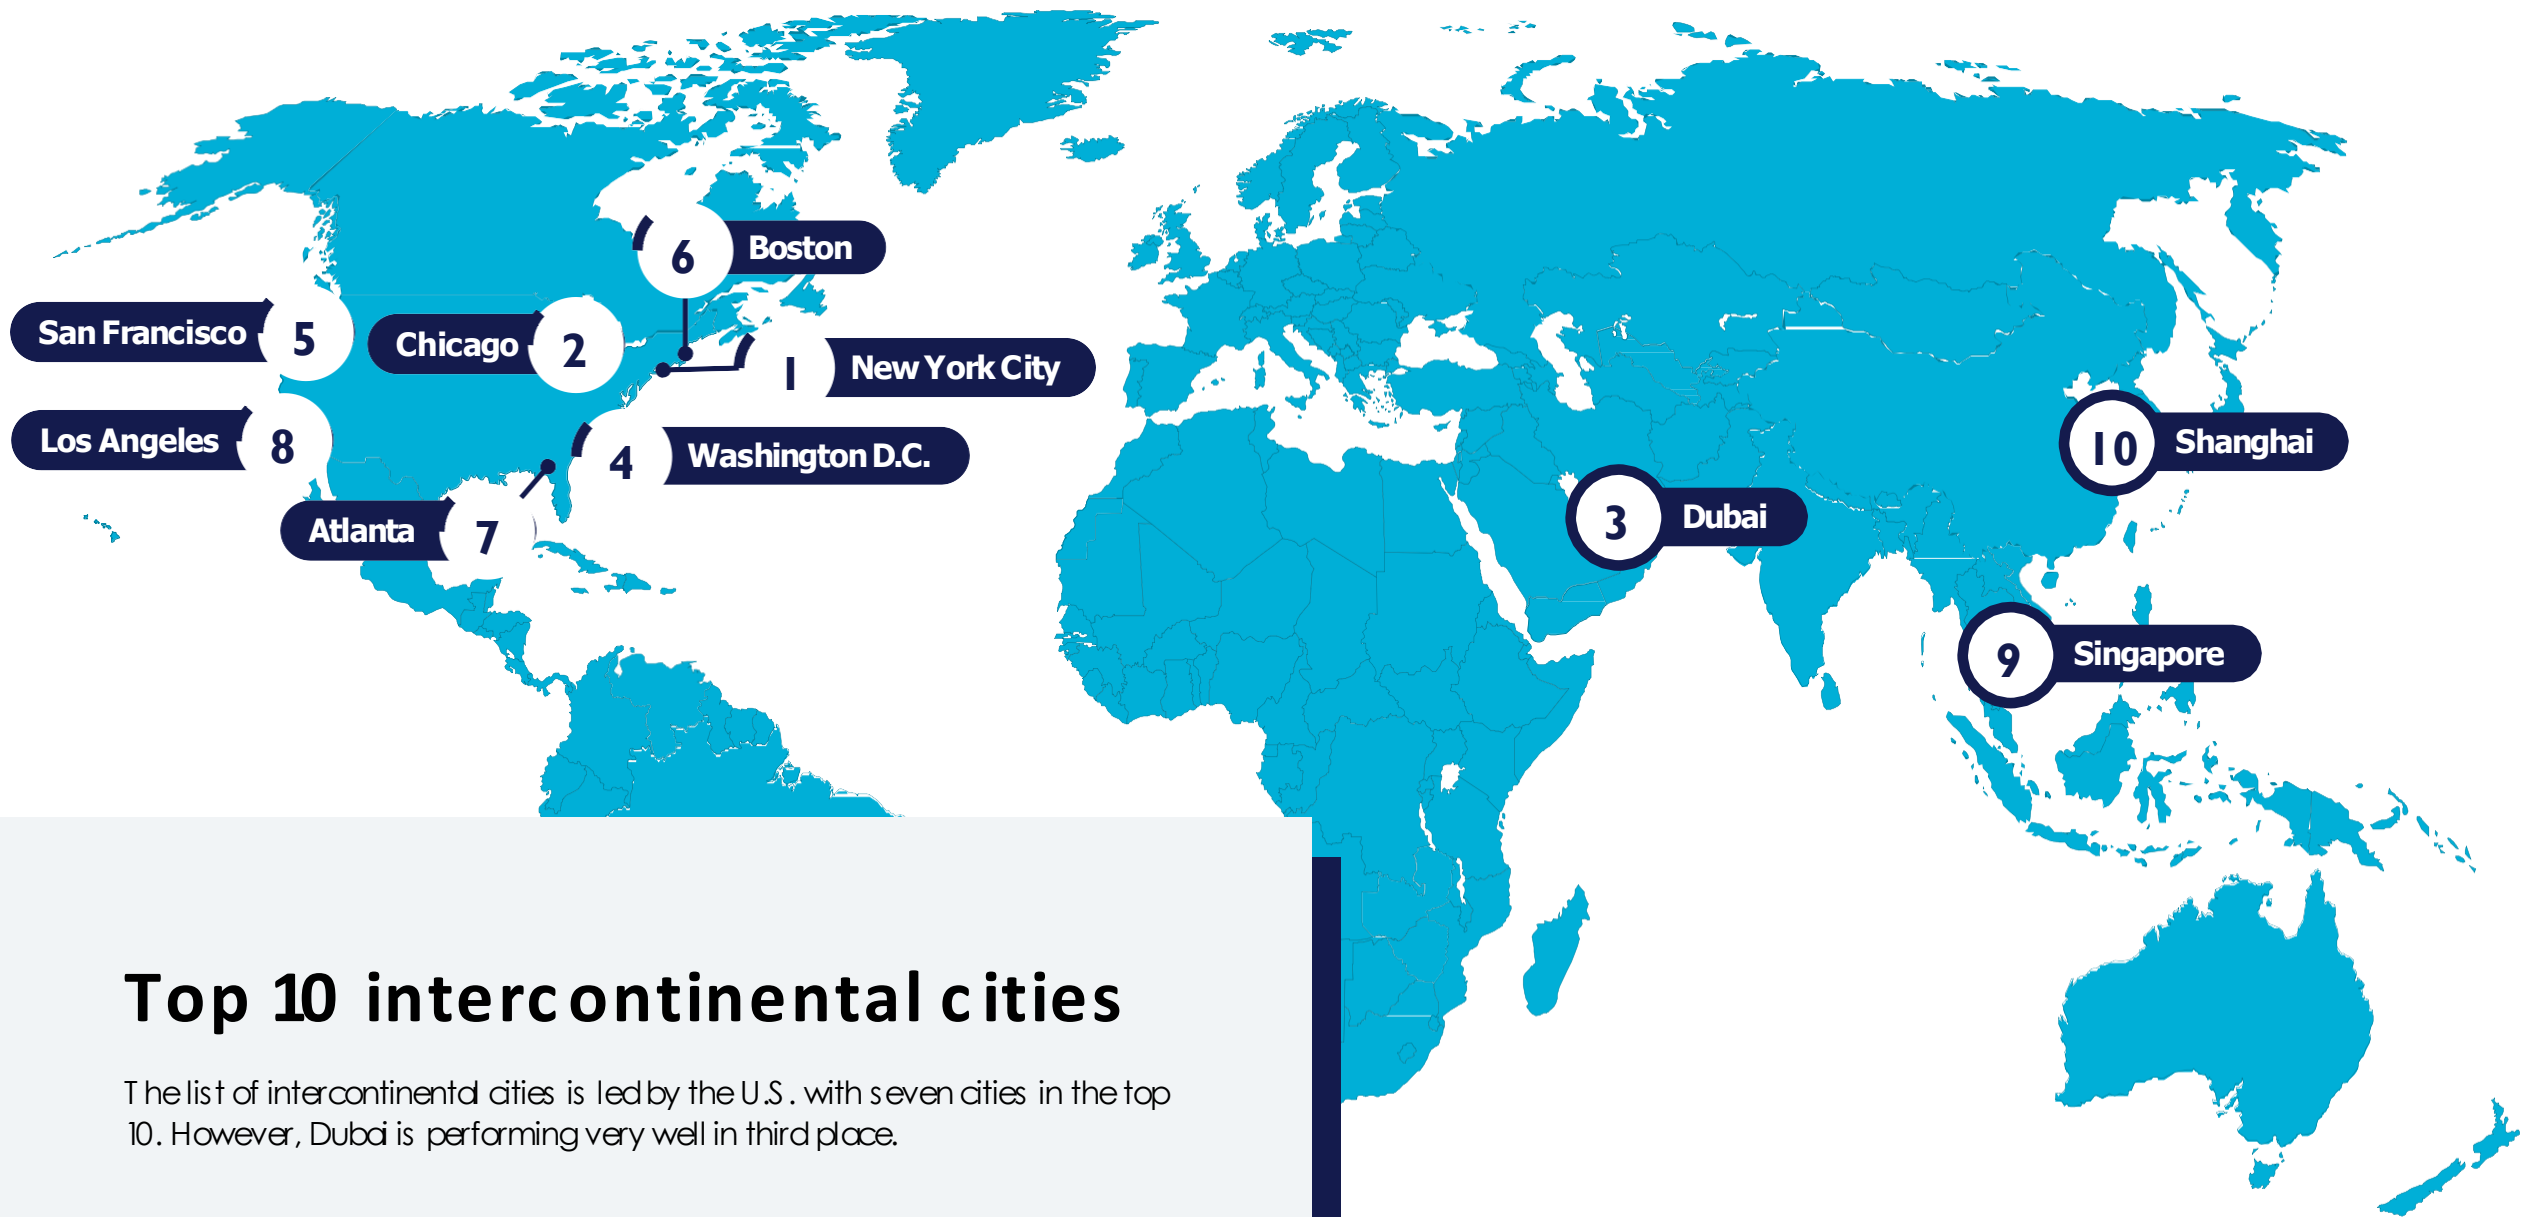 6 Boston
San Francisco 5
Chicago 2
1 New York City
Los Angeles 8
4 Washington D.C.
10 Shanghai
Atlanta 7
3 Dubai
9 Singapore
Top 10 intercontinental cities
The list of intercontinental cities is led by the U.S. with seven cities in the top
10. However, Dubai is performing very well in third place.